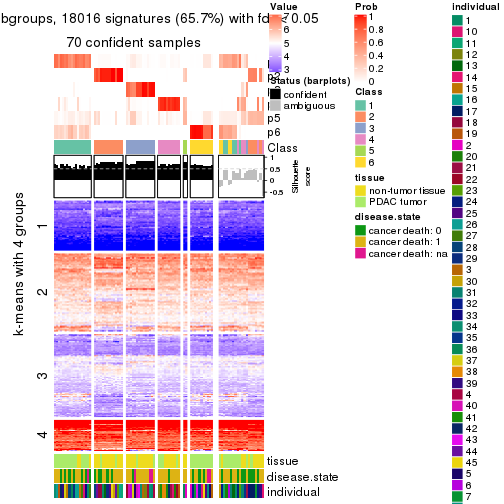 bgroups, 18016 signatures (65.7%) with fd 0.05
70 confident samples
p5
p6
Class
1
0.5
0
-0.5
Silhouette
score
k-means with 4 groups
1
2
3
4
tissue
disease.state
individual
Value
6
5
4
3
Status (barplots)
confident
ambiguous
Prob
1
0.8
0.6
0.4
0.2
0
Class
1
2
3
4
5
6
tissue
non-tumor tissue
PDAC tumor
disease.state
cancer death: 0
cancer death: 1
cancer death: na
individual
1
10
11
12
13
14
15
16
17
18
19
2
20
21
22
23
24
25
26
27
28
29
3
30
31
32
33
34
35
36
37
38
39
4
40
41
42
43
44
45
5
6
7